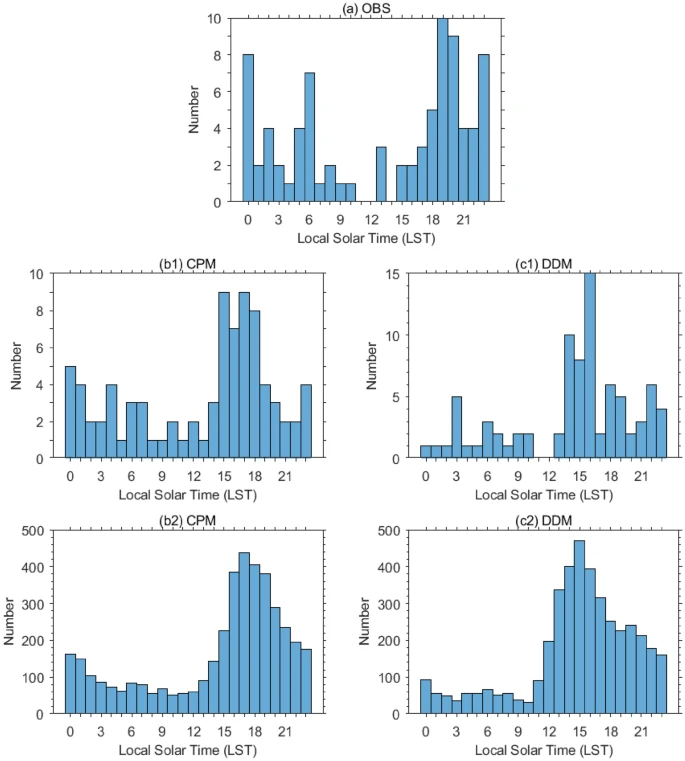 (a) OBS
10
8
6
4
2
0
Number
0 3 6 9 12 15 18 21
Local Solar Time (LST)
(b1) CPM
10
8
6
4
2
0
Number
0 3 6 9 12 15 18 21
Local Solar Time (LST)
(c1) DDM
15
10
5
0
Number
0 3 6 9 12 15 18 21
Local Solar Time (LST)
(b2) CPM
500
400
300
200
100
0
Number
0 3 6 9 12 15 18 21
Local Solar Time (LST)
(c2) DDM
500
400
300
200
100
0
Number
0 3 6 9 12 15 18 21
Local Solar Time (LST)